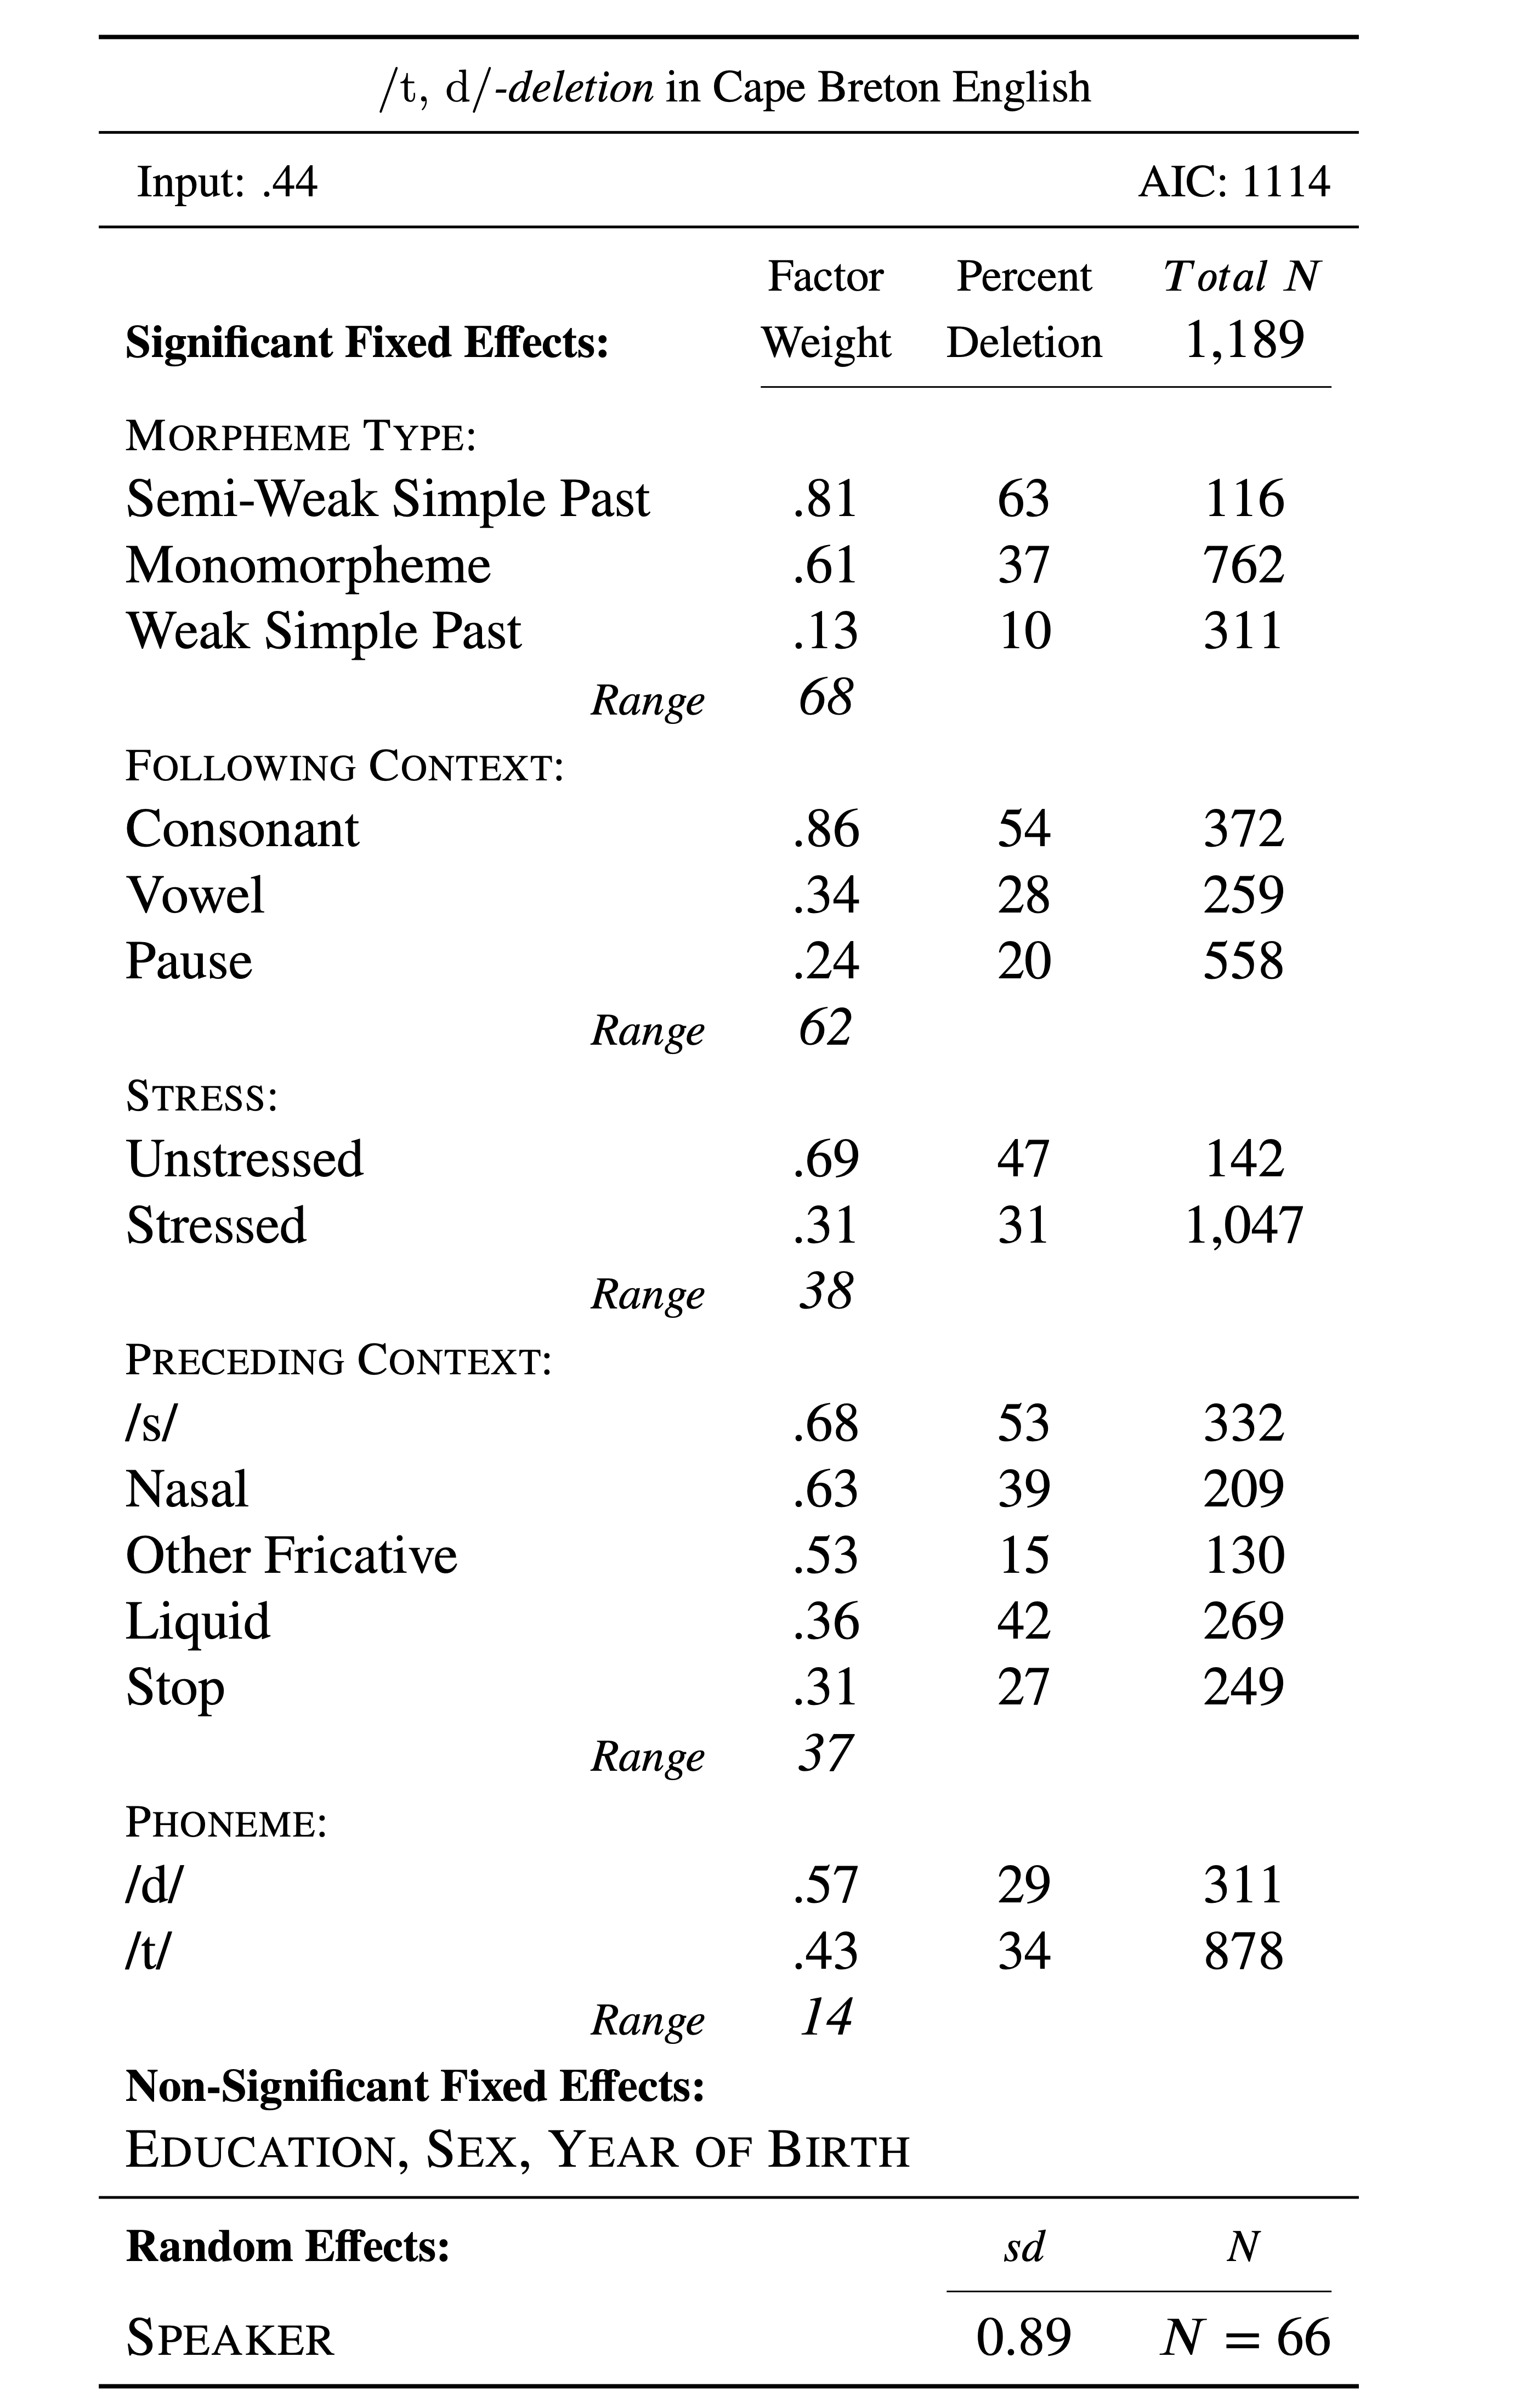 /t, d/-deletion in Cape Breton English
Input: .44 AIC: 1114
Factor Percent Total N
Significant Fixed Effects: Weight Deletion 1,189
MORPHEME TYPE:
Semi-Weak Simple Past .81 63 116
Monomorpheme .61 37 762
Weak Simple Past .13 10 311
Range 68
FOLLOWING CONTEXT:
Consonant .86 54 372
Vowel .34 28 259
Pause .24 20 558
Range 62
STRESS:
Unstressed .69 47 142
Stressed .31 31 1,047
Range 38
PRECEDING CONTEXT:
/s/ .68 53 332
Nasal .63 39 209
Other Fricative .53 15 130
Liquid .36 42 269
Stop .31 27 249
Range 37
PHONEME:
/d/ .57 29 311
/t/ .43 34 878
Range 14
Non-Significant Fixed Effects:
EDUCATION, SEX, YEAR OF BIRTH
Random Effects: sd N
SPEAKER 0.89 N = 66